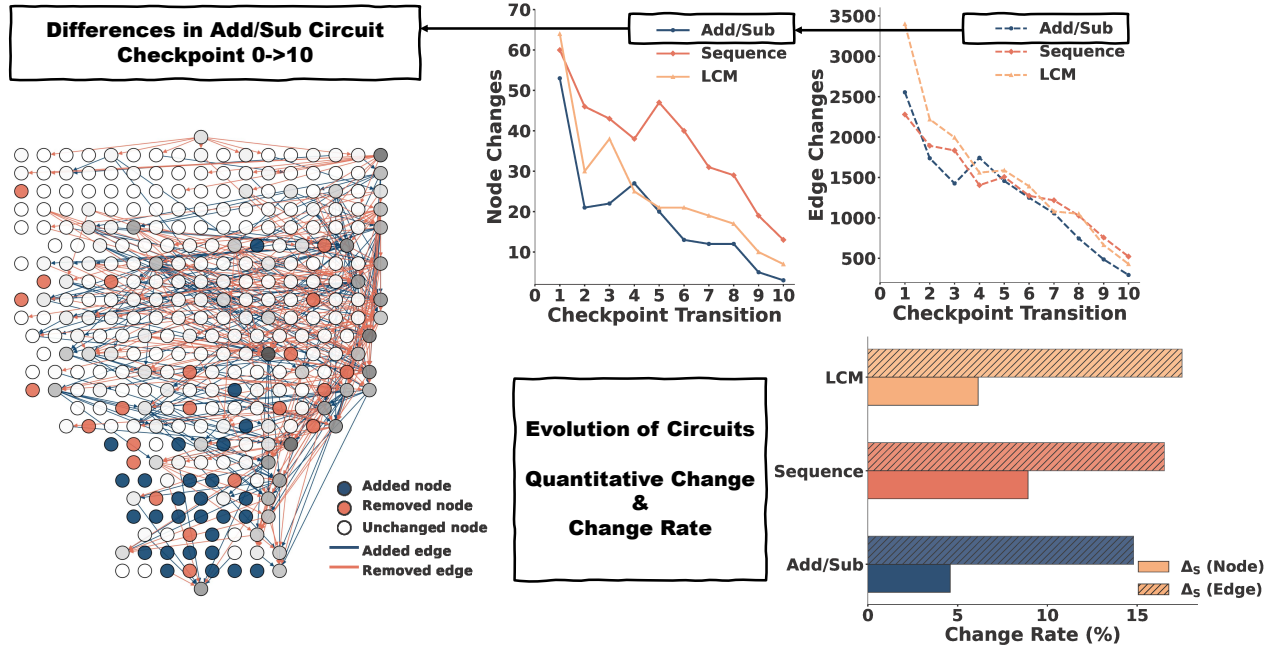 Differences in Add/Sub Circuit
Checkpoint 0->10
Added node
Removed node
Unchanged node
Added edge
Removed edge
70
60
50
40
30
20
10
Node Changes
0 1 2 3 4 5 6 7 8 9 10
Checkpoint Transition
Add/Sub
Sequence
LCM
3500
3000
2500
2000
1500
1000
500
Edge Changes
0 1 2 3 4 5 6 7 8 9 10
Checkpoint Transition
Add/Sub
Sequence
LCM
Evolution of Circuits
Quantitative Change
&
Change Rate
LCM
Sequence
Add/Sub
0 5 10 15
Change Rate (%)
Δs (Node)
Δs (Edge)